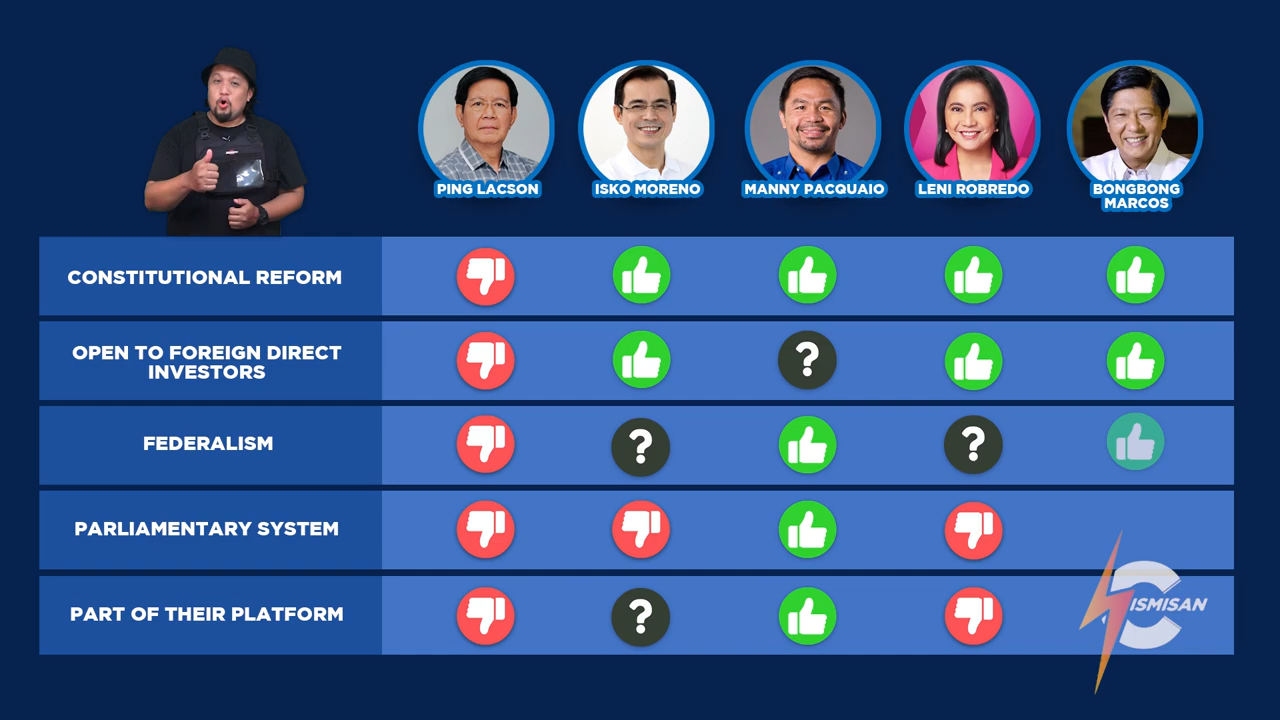 PING LACSON
ISKO MORENO
MANNY PACQUAIO
LENI ROBREDO
BONGBONG
MARCOS
CONSTITUTIONAL REFORM
OPEN TO FOREIGN DIRECT
INVESTORS
?
FEDERALISM
?
?
PARLIAMENTARY SYSTEM
PART OF THEIR PLATFORM
?
CISMISAN